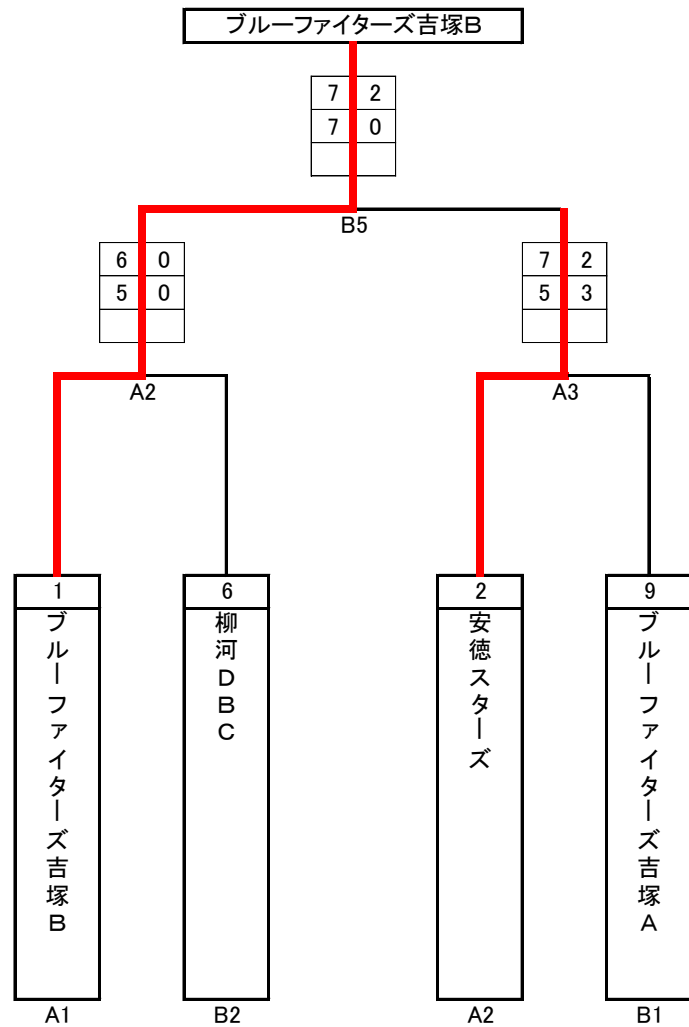 ブルーファイターズ吉塚B
7 2
7 0
B5
6 0
5 0
7 2
5 3
A2
A3
1
ブルーファイターズ吉塚B
6
柳河DBC
2
安徳スターズ
9
ブルーファイターズ吉塚A
A1
B2
A2
B1